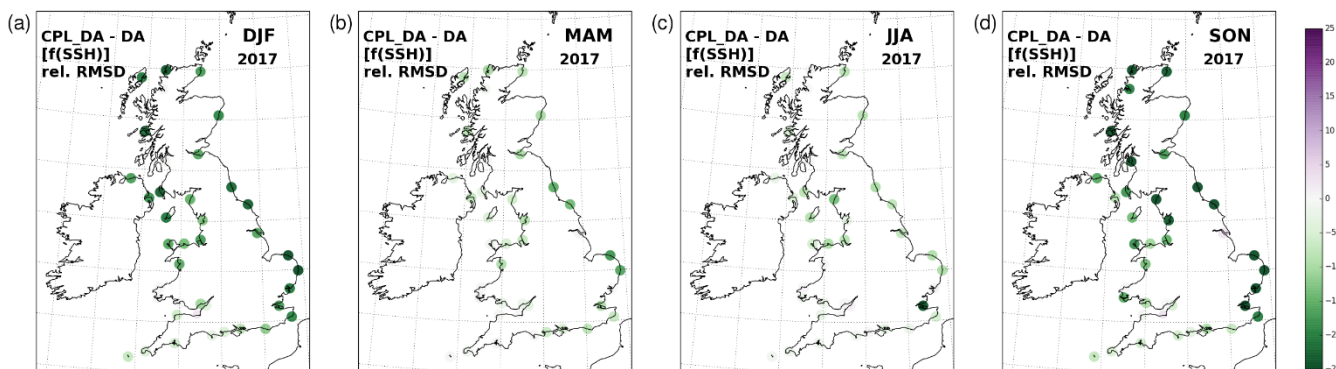 (a)
CPL_DA - DA
[f(SSH)]
rel. RMSD
DJF
2017
(b)
CPL_DA - DA
[f(SSH)]
rel. RMSD
MAM
2017
(c)
CPL_DA - DA
[f(SSH)]
rel. RMSD
JJA
2017
(d)
CPL_DA - DA
[f(SSH)]
rel. RMSD
SON
2017
25
20
15
10
5
0
−5